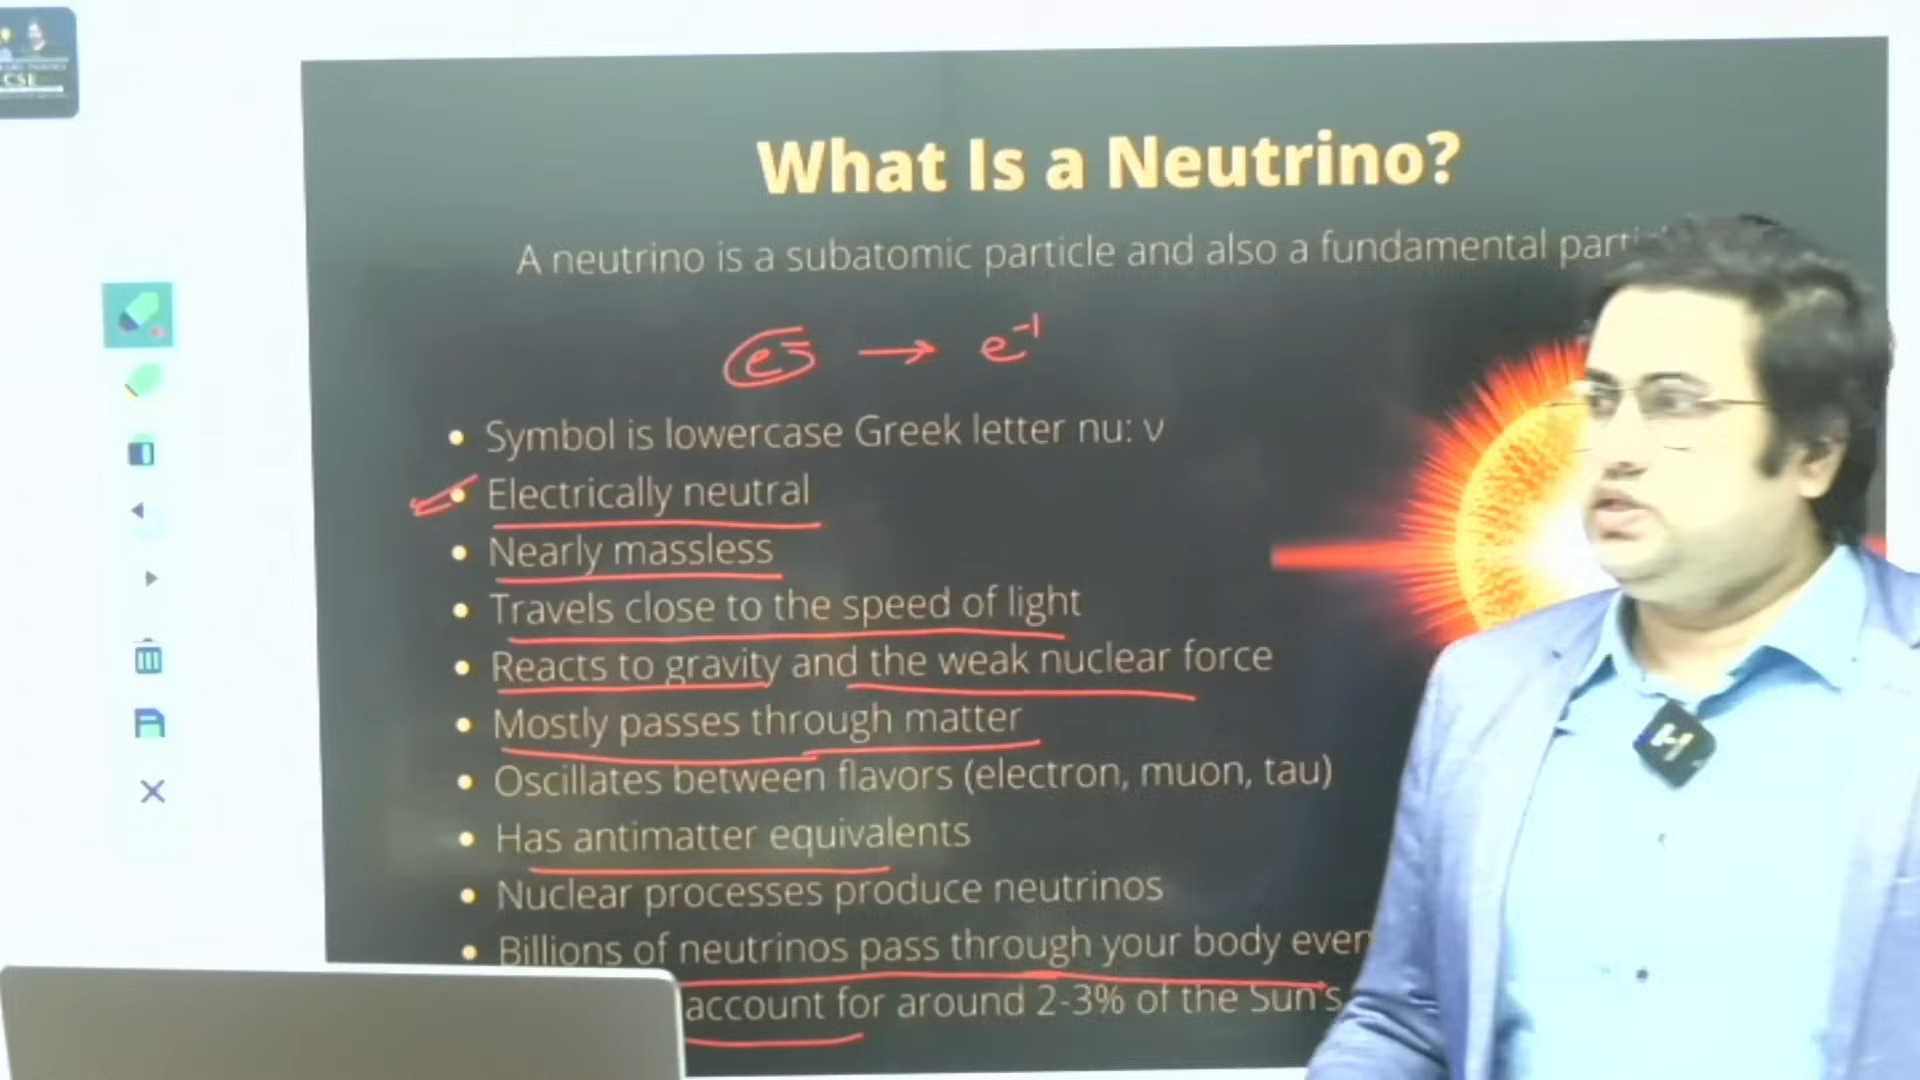 CSE
What Is a Neutrino?
A neutrino is a subatomic particle and also a fundamental parti
e⁻ → e⁻¹
• Symbol is lowercase Greek letter nu: ν
• Electrically neutral
• Nearly massless
• Travels close to the speed of light
• Reacts to gravity and the weak nuclear force
• Mostly passes through matter
• Oscillates between flavors (electron, muon, tau)
• Has antimatter equivalents
• Nuclear processes produce neutrinos
• Billions of neutrinos pass through your body ever
account for around 2-3% of the Sun's
H